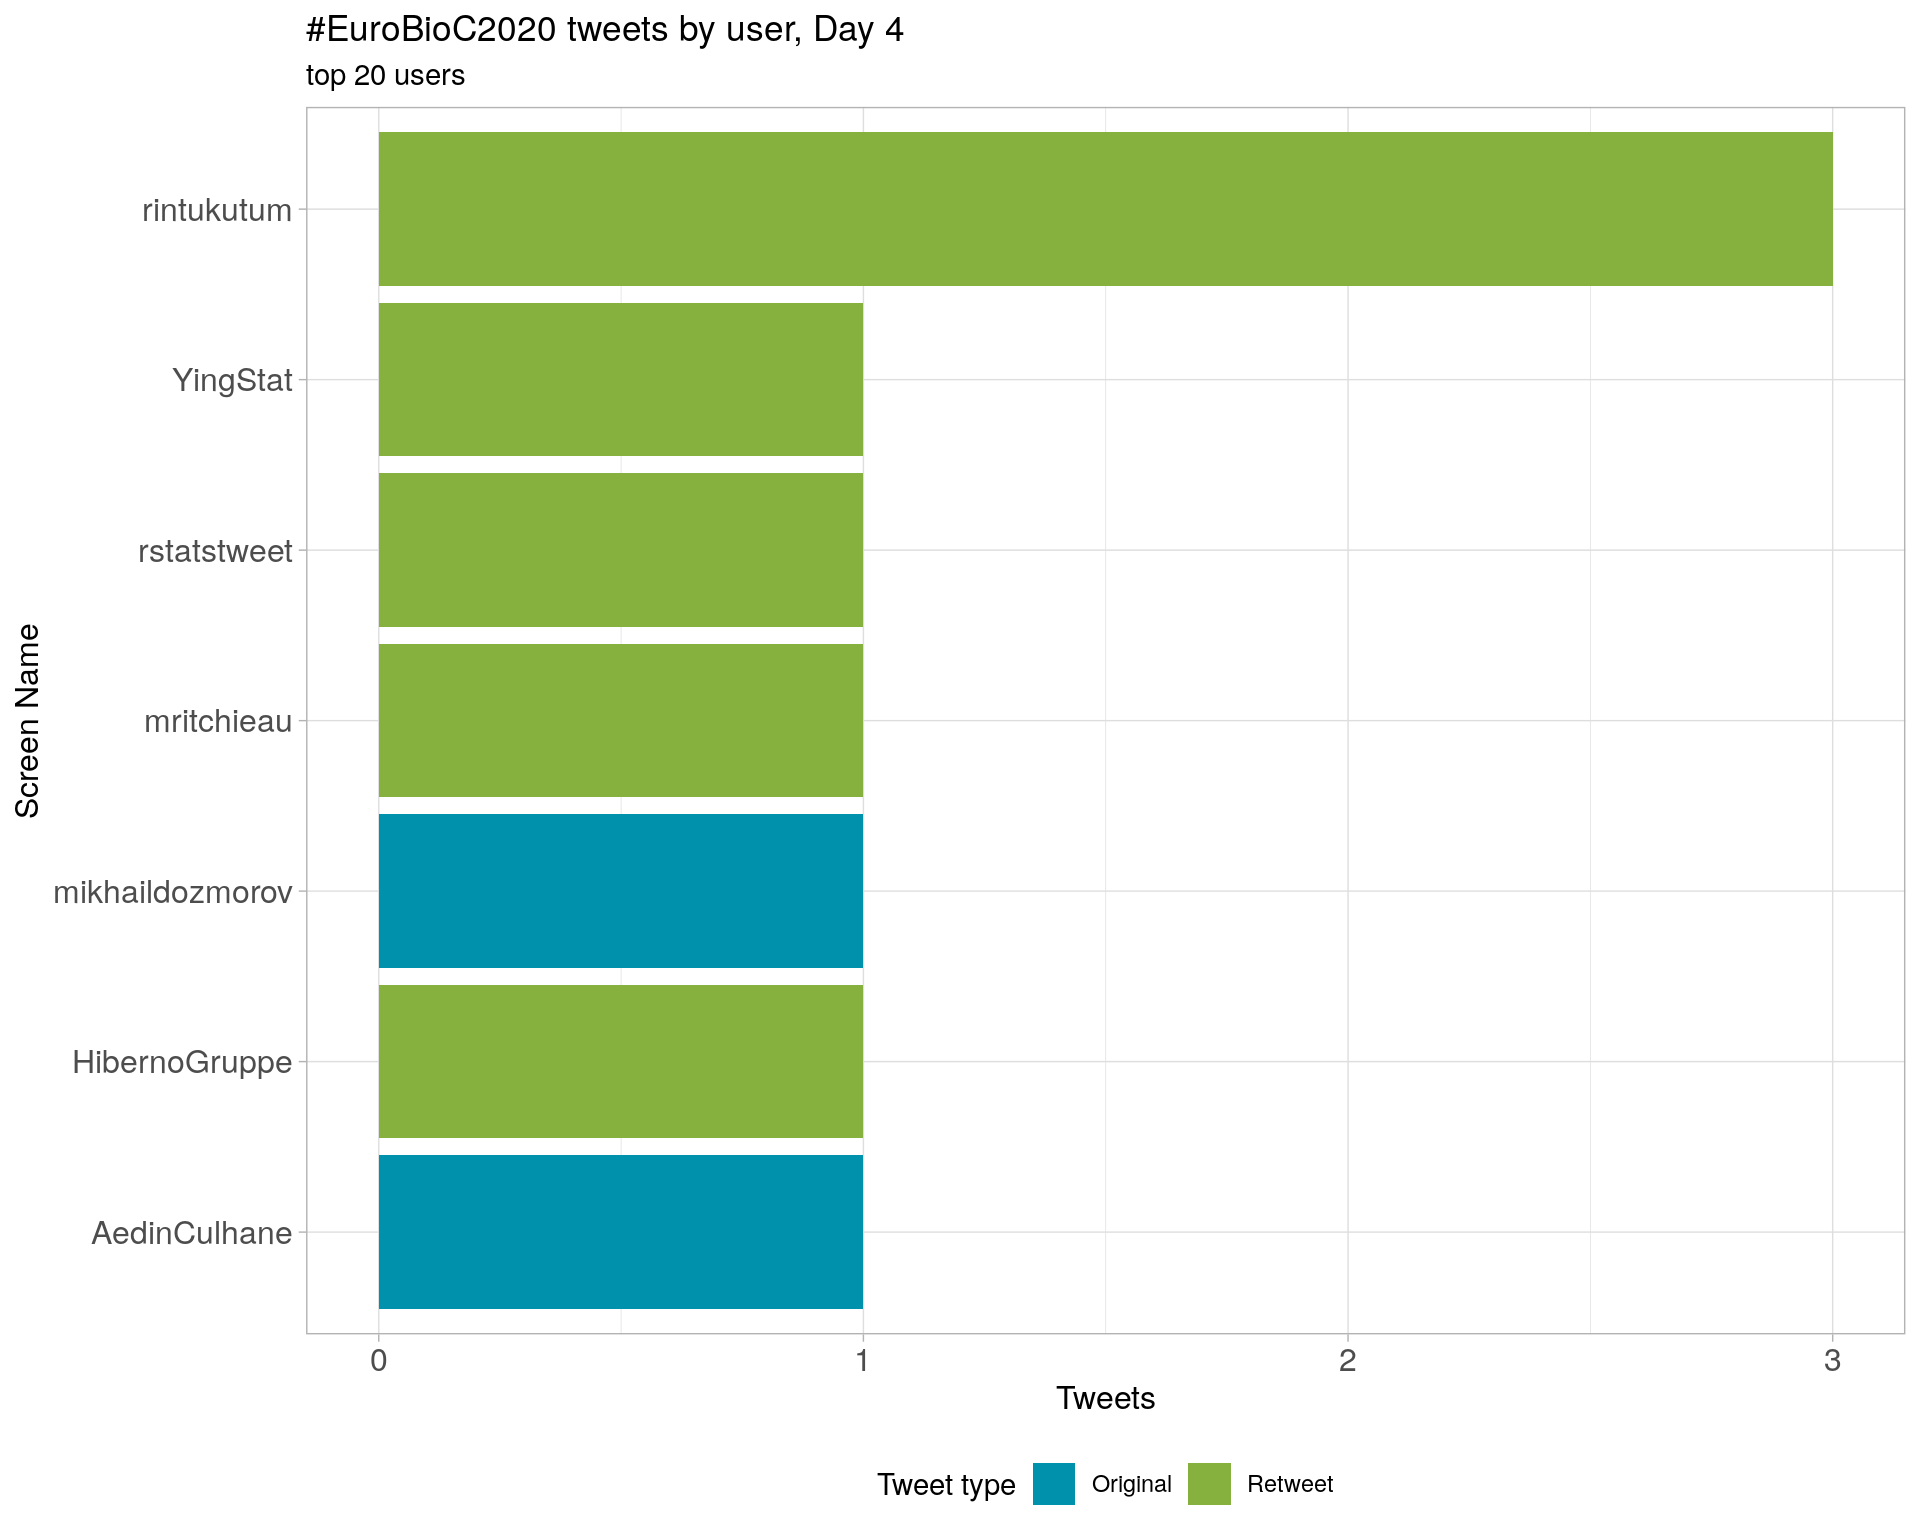 #EuroBioC2020 tweets by user, Day 4
top 20 users
Screen Name
rintukutum
YingStat
rstatstweet
mritchieau
mikhaildozmorov
HibernoGruppe
AedinCulhane
0 1 2 3
Tweets
Tweet type Original Retweet